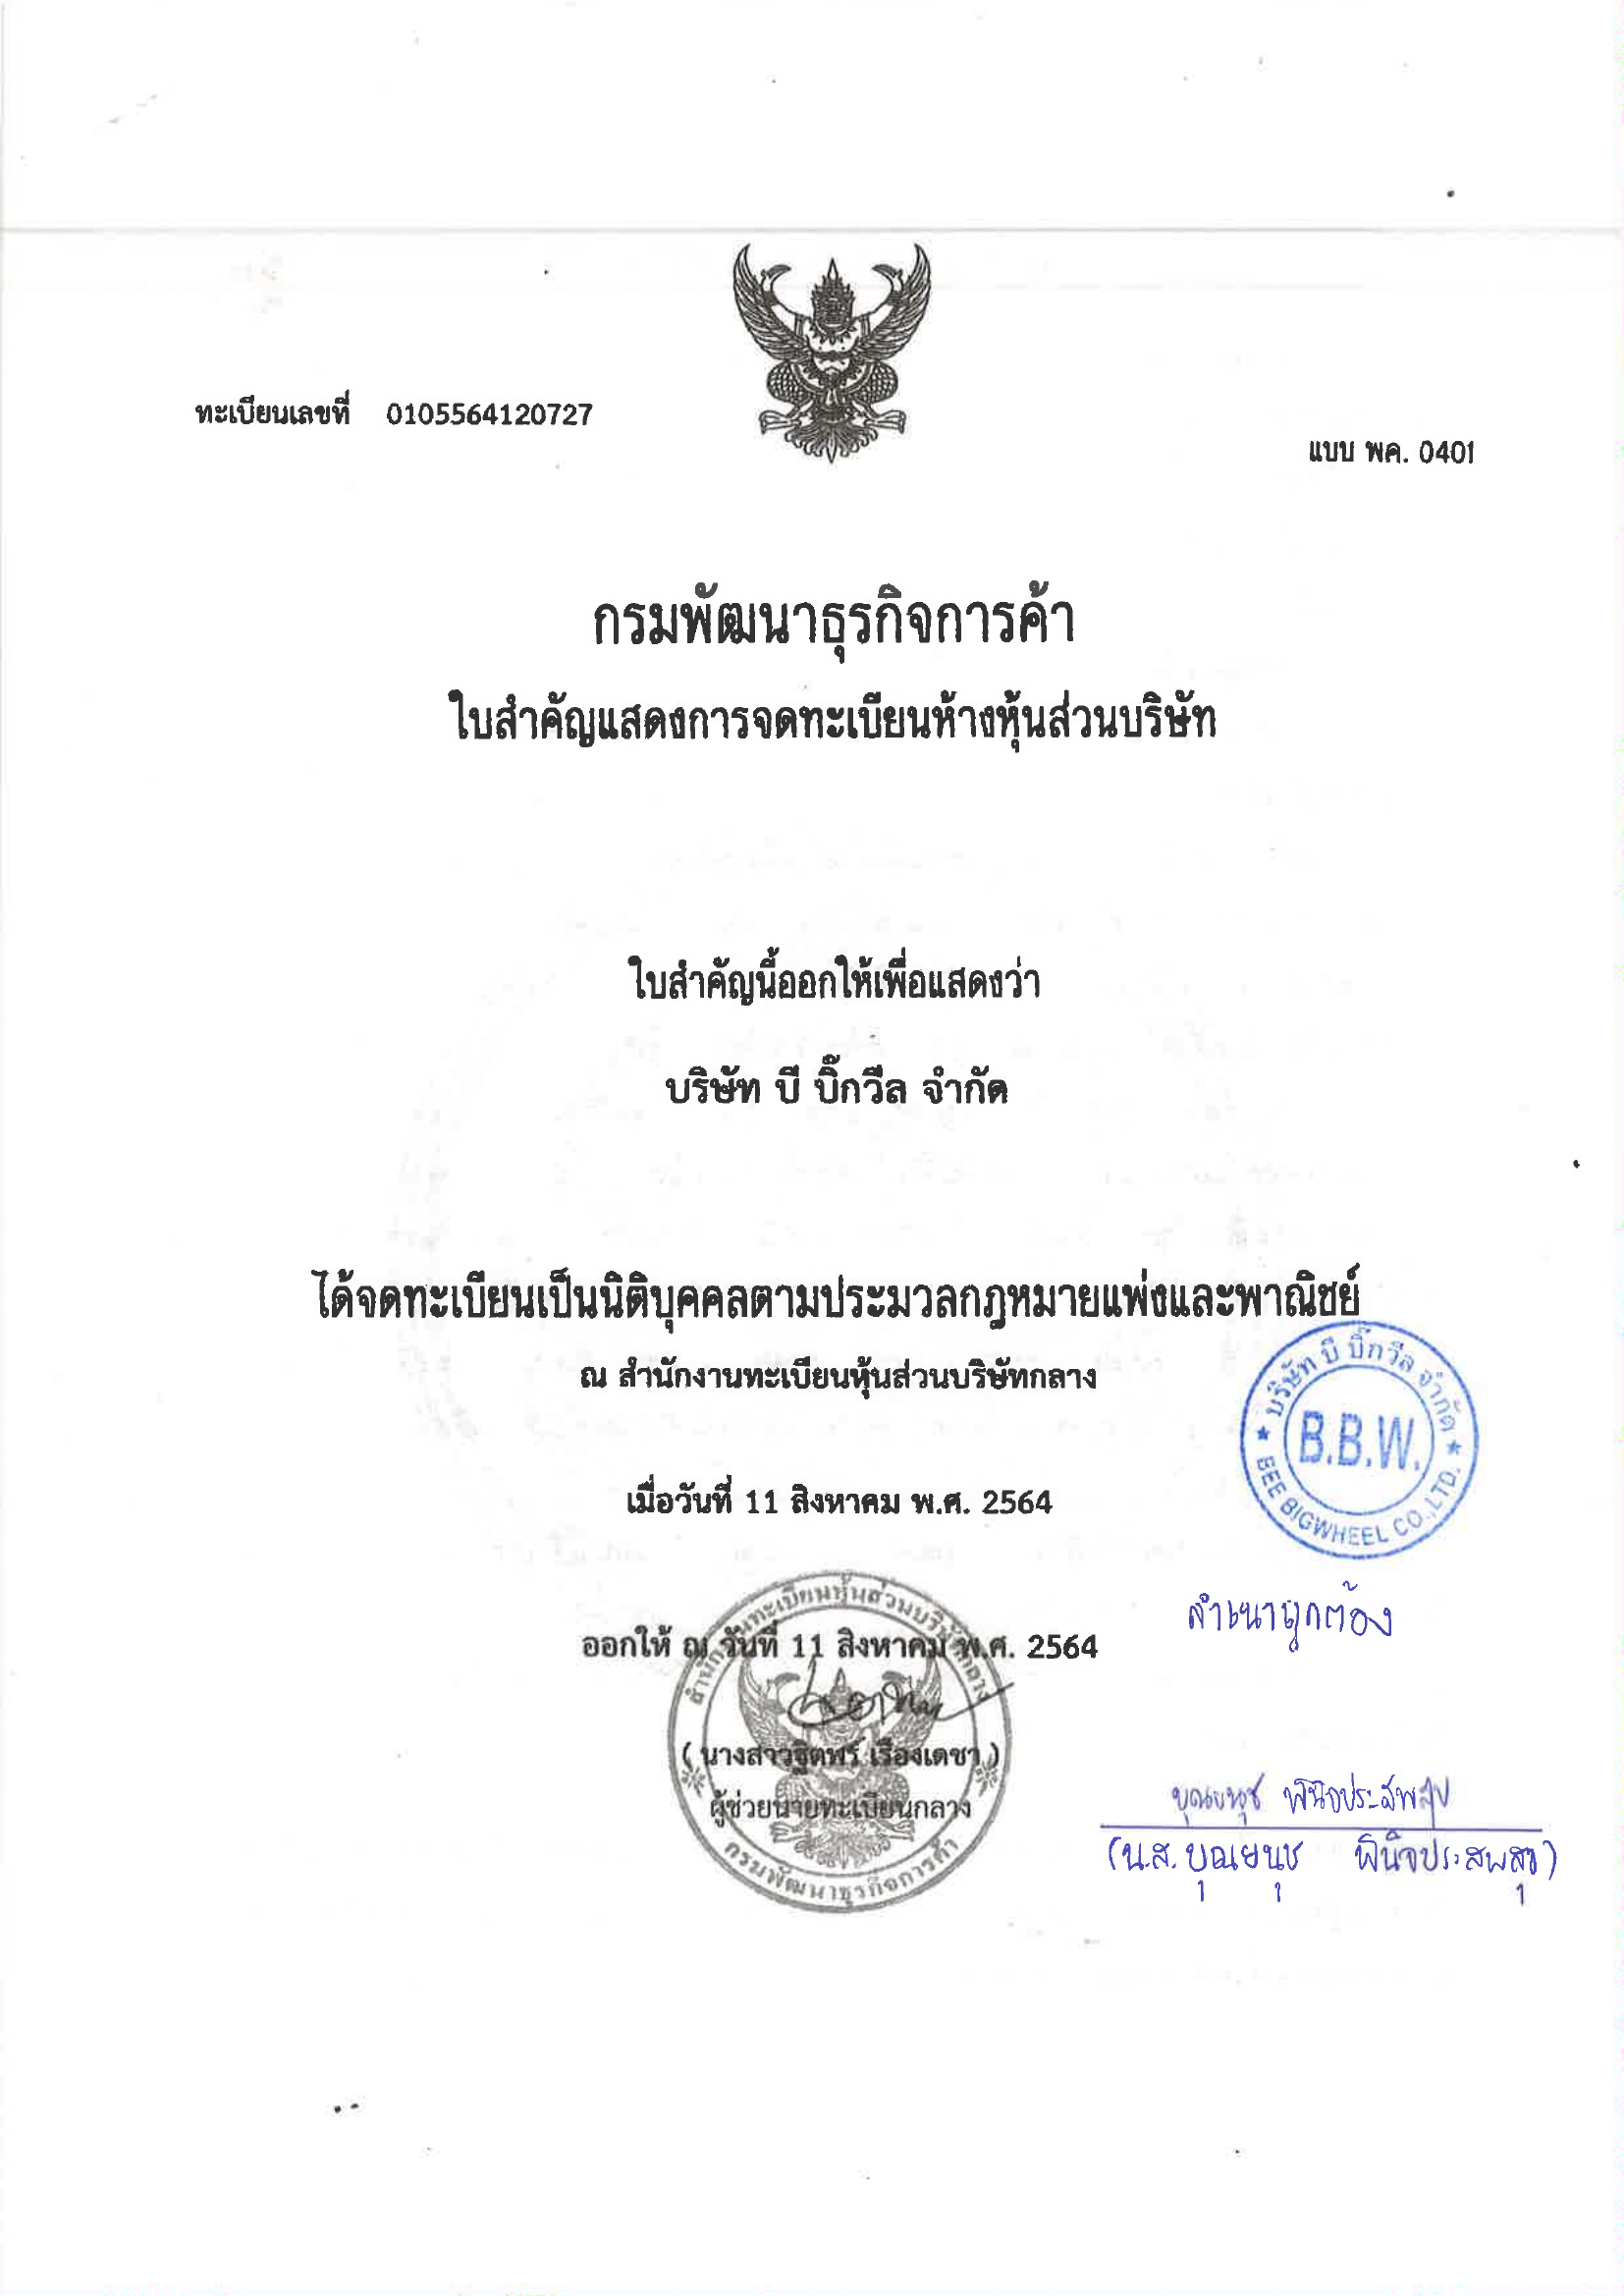 ทะเบียนเลขที่ 0105564120727
แบบ พค. 0401
กรมพัฒนาธุรกิจการค้า
ใบสำคัญแสดงการจดทะเบียนห้างหุ้นส่วนบริษัท
ใบสำคัญนี้ออกให้เพื่อแสดงว่า
บริษัท บี บิ๊กวีล จำกัด
ได้จดทะเบียนเป็นนิติบุคคลตามประมวลกฎหมายแพ่งและพาณิชย์
ณ สำนักงานทะเบียนหุ้นส่วนบริษัทกลาง
บริษัท บี บิ๊กวีล จำกัด
B.B.W.
BEE BIGWHEEL CO.,LTD.
เมื่อวันที่ 11 สิงหาคม พ.ศ. 2564
สำเนาถูกต้อง
สำนักงานทะเบียนหุ้นส่วนบริษัทกลาง
ออกให้ ณ วันที่ 11 สิงหาคม พ.ศ. 2564
( นางสาวฐิตพร เรืองเดชา )
ผู้ช่วยนายทะเบียนกลาง
กรมพัฒนาธุรกิจการค้า
บุณยนุช พินิจประสพสุข
(น.ส. บุณยนุช พินิจประสพสุข)